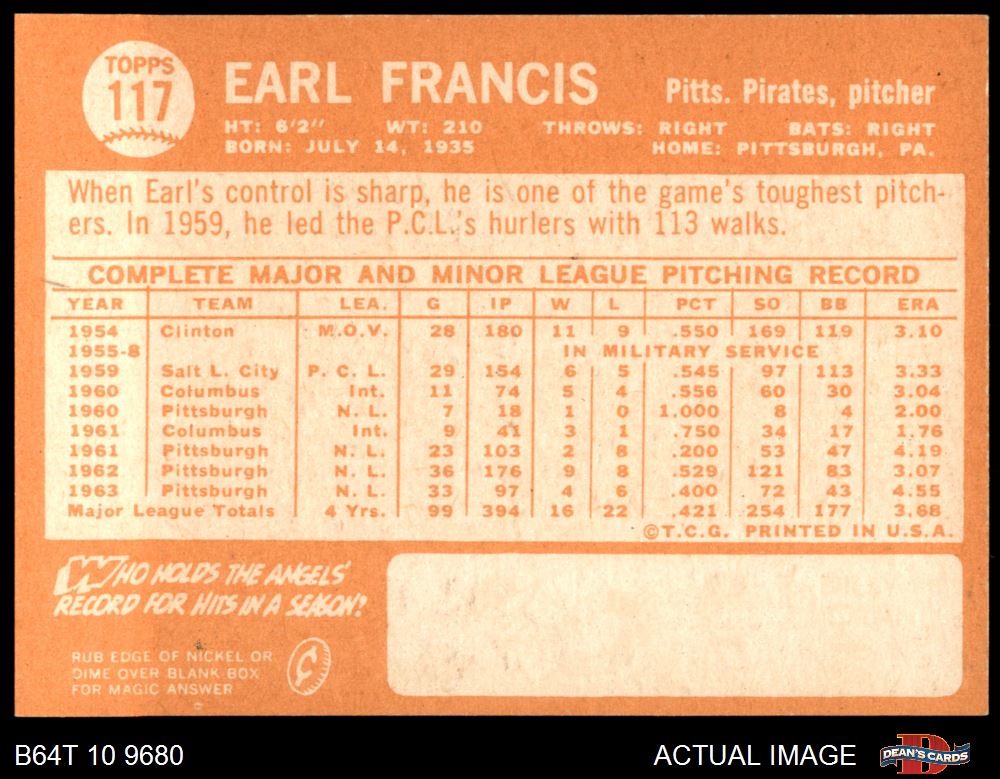 TOPPS
117
EARL FRANCIS
Pitts. Pirates, pitcher
HT: 6'2" WT: 210 THROWS: RIGHT BATS: RIGHT
BORN: JULY 14, 1935 HOME: PITTSBURGH, PA.
When Earl's control is sharp, he is one of the game's toughest pitch-
ers. In 1959, he led the P.C.L.'s hurlers with 113 walks.
COMPLETE MAJOR AND MINOR LEAGUE PITCHING RECORD
YEAR TEAM LEA. G IP W L PCT SO BB ERA
1954 Clinton M.O.V. 28 180 11 9 .550 169 119 3.10
1955-8 IN MILITARY SERVICE
1959 Salt L. City P. C. L. 29 154 6 5 .545 97 113 3.33
1960 Columbus Int. 11 74 5 4 .556 60 30 3.04
1960 Pittsburgh N. L. 7 18 1 0 1.000 8 4 2.00
1961 Columbus Int. 9 41 3 1 .750 34 17 1.76
1961 Pittsburgh N. L. 23 103 2 8 .200 53 47 4.19
1962 Pittsburgh N. L. 36 176 9 8 .529 121 83 3.07
1963 Pittsburgh N. L. 33 97 4 6 .400 72 43 4.55
Major League Totals 4 Yrs. 99 394 16 22 .421 254 177 3.68
©T.C.G. PRINTED IN U.S.A.
WHO HOLDS THE ANGELS'
RECORD FOR HITS IN A SEASON?
RUB EDGE OF NICKEL OR
DIME OVER BLANK BOX
FOR MAGIC ANSWER
¢
B64T 10 9680
ACTUAL IMAGE
D
DEAN'S CARDS